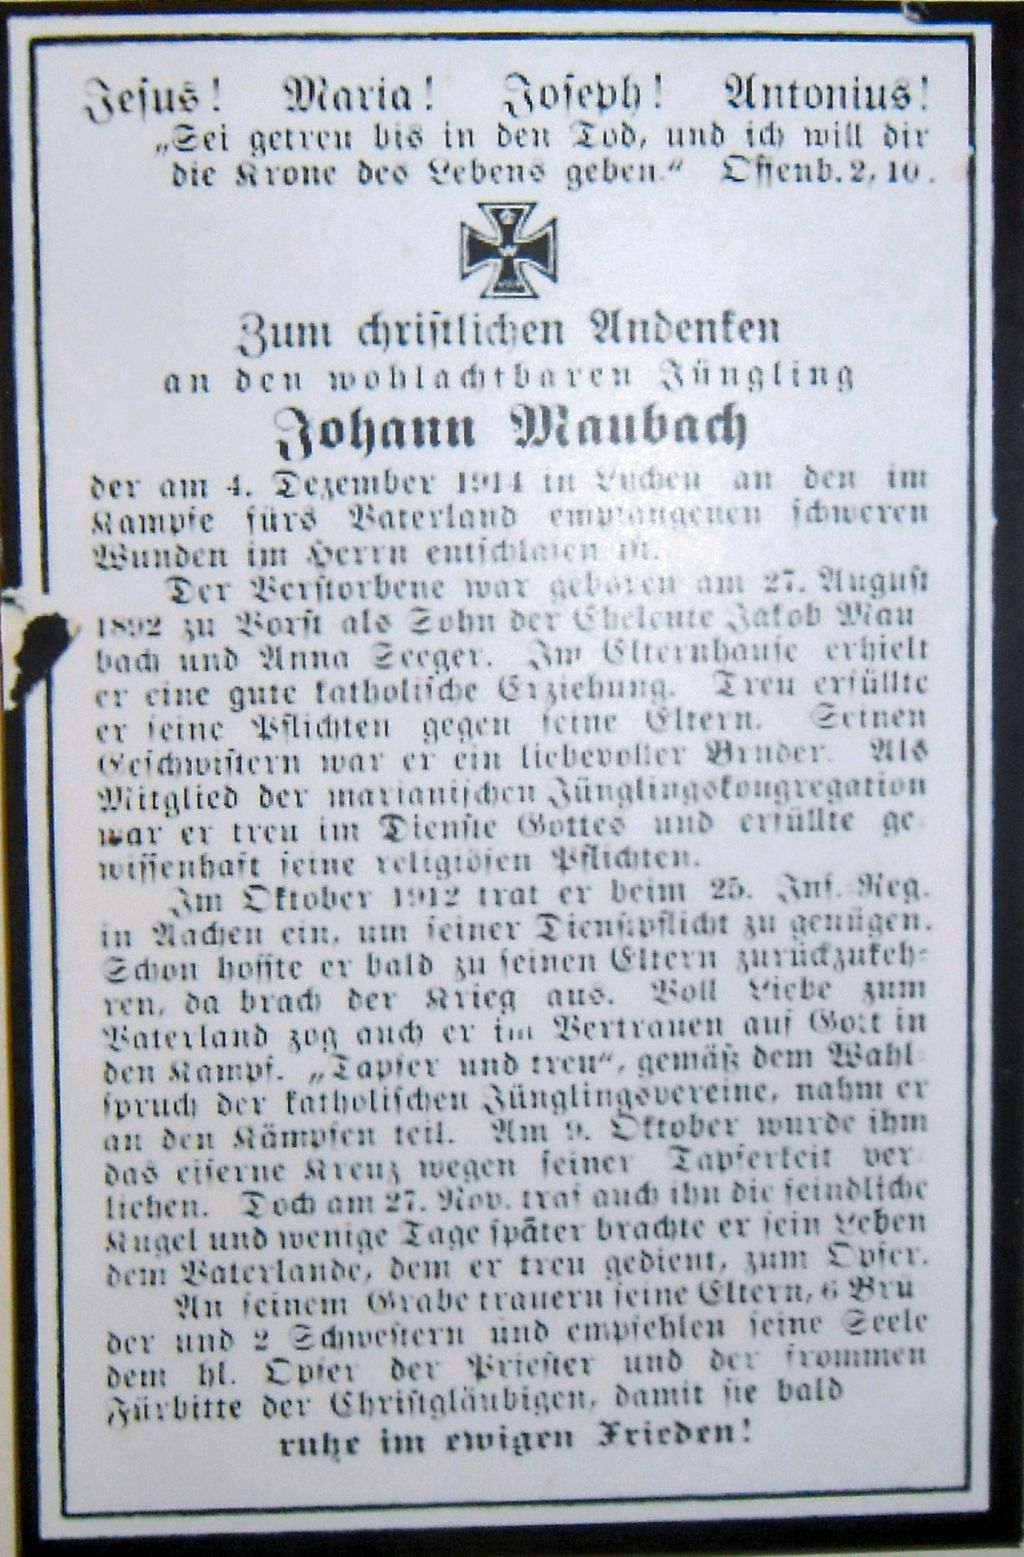 Jesus! Maria! Joseph! Antonius!
„Sei getreu bis in den Tod, und ich will dir
die Krone des Lebens geben.“ Offenb. 2, 10.
Zum christlichen Andenken
an den wohlachtbaren Jüngling
Johann Maubach
der am 4. Dezember 1914 in an den im
Kampfe fürs Vaterland empfangenen schweren
Wunden im Herrn entschlafen ist.
Der Verstorbene war geboren am 27. August
1892 zu Vorst als Sohn der Eheleute Jakob Mau-
bach und Anna Seeger. Im Elternhause erhielt
er eine gute katholische Erziehung. Treu erfüllte
er seine Pflichten gegen seine Eltern. Seinen
Geschwistern war er ein liebevoller Bruder. Als
Mitglied der marianischen Jünglingskongregation
war er treu im Dienste Gottes und erfüllte ge-
wissenhaft seine religiösen Pflichten.
Im Oktober 1912 trat er beim 25. Inf.-Reg.
in Aachen ein, um seiner Dienstpflicht zu genügen.
Schon hoffte er bald zu seinen Eltern zurückzukeh-
ren, da brach der Krieg aus. Voll Liebe zum
Vaterland zog auch er im Vertrauen auf Gott in
den Kampf. „Tapfer und treu“, gemäß dem Wahl-
spruch der katholischen Jünglingsvereine, nahm er
an den Kämpfen teil. Am 9. Oktober wurde ihm
das eiserne Kreuz wegen seiner Tapferkeit ver-
liehen. Doch am 27. Nov. traf auch ihn die feindliche
Kugel und wenige Tage später brachte er sein Leben
dem Vaterlande, dem er treu gedient, zum Opfer.
An seinem Grabe trauern seine Eltern, 6 Brü-
der und 2 Schwestern und empfehlen seine Seele
dem hl. Opfer der Priester und der frommen
Fürbitte der Christgläubigen, damit sie bald
ruhe im ewigen Frieden!